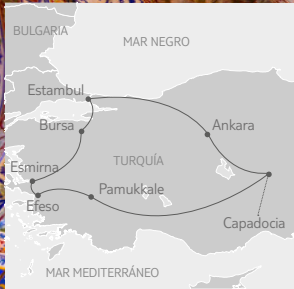 BULGARIA
MAR NEGRO
Estambul
Bursa
Ankara
TURQUÍA
Esmirna
Pamukkale
Efeso
Capadocia
MAR MEDITERRÁNEO